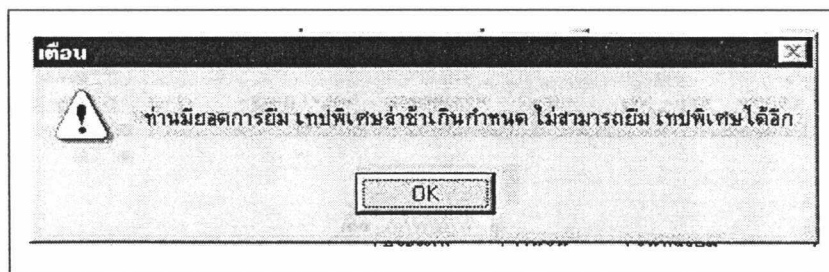 เตือน
ท่านมียอดการยืม เทปพิเศษล่าช้าเกินกำหนด ไม่สามารถยืม เทปพิเศษได้อีก
OK